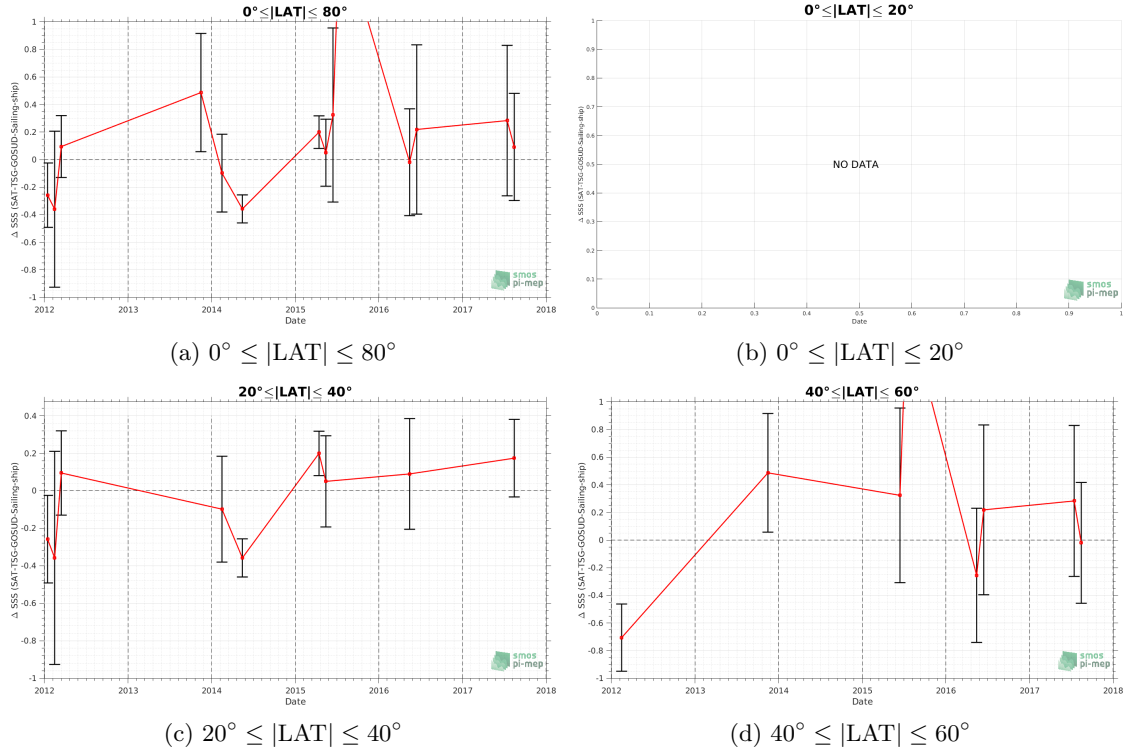 0°≤|LAT|≤ 80°
Δ SSS (SAT-TSG-GOSUD-Sailing-ship)
1
0.8
0.6
0.4
0.2
0
-0.2
-0.4
-0.6
-0.8
-1
2012 2013 2014 2015 2016 2017 2018
Date
smos
pi-mep
(a) 0° ≤ |LAT| ≤ 80°
0°≤|LAT|≤ 20°
Δ SSS (SAT-TSG-GOSUD-Sailing-ship)
1
0.9
0.8
0.7
0.6
0.5
0.4
0.3
0.2
0.1
0
NO DATA
0 0.1 0.2 0.3 0.4 0.5 0.6 0.7 0.8 0.9 1
Date
smos
pi-mep
(b) 0° ≤ |LAT| ≤ 20°
20°≤|LAT|≤ 40°
Δ SSS (SAT-TSG-GOSUD-Sailing-ship)
0.4
0.2
0
-0.2
-0.4
-0.6
-0.8
-1
2012 2013 2014 2015 2016 2017 2018
Date
smos
pi-mep
(c) 20° ≤ |LAT| ≤ 40°
40°≤|LAT|≤ 60°
Δ SSS (SAT-TSG-GOSUD-Sailing-ship)
1
0.8
0.6
0.4
0.2
0
-0.2
-0.4
-0.6
-0.8
-1
2012 2013 2014 2015 2016 2017 2018
Date
smos
pi-mep
(d) 40° ≤ |LAT| ≤ 60°